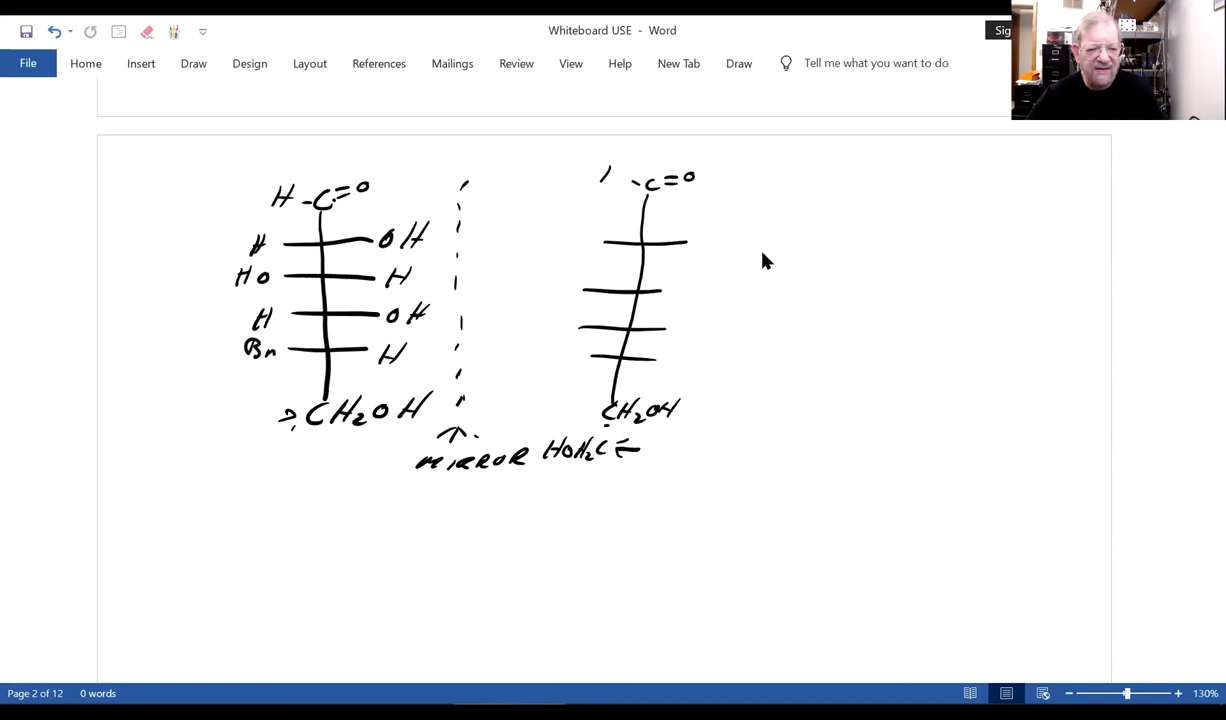 Whiteboard USE - Word
Sig
File Home Insert Draw Design Layout References Mailings Review View Help New Tab Draw Tell me what you want to do
H -C=O
H OH
HO H
H OH
Br H
CH2OH
MIRROR
-C=O
CH2OH
HOH2C
Page 2 of 12 0 words 130%